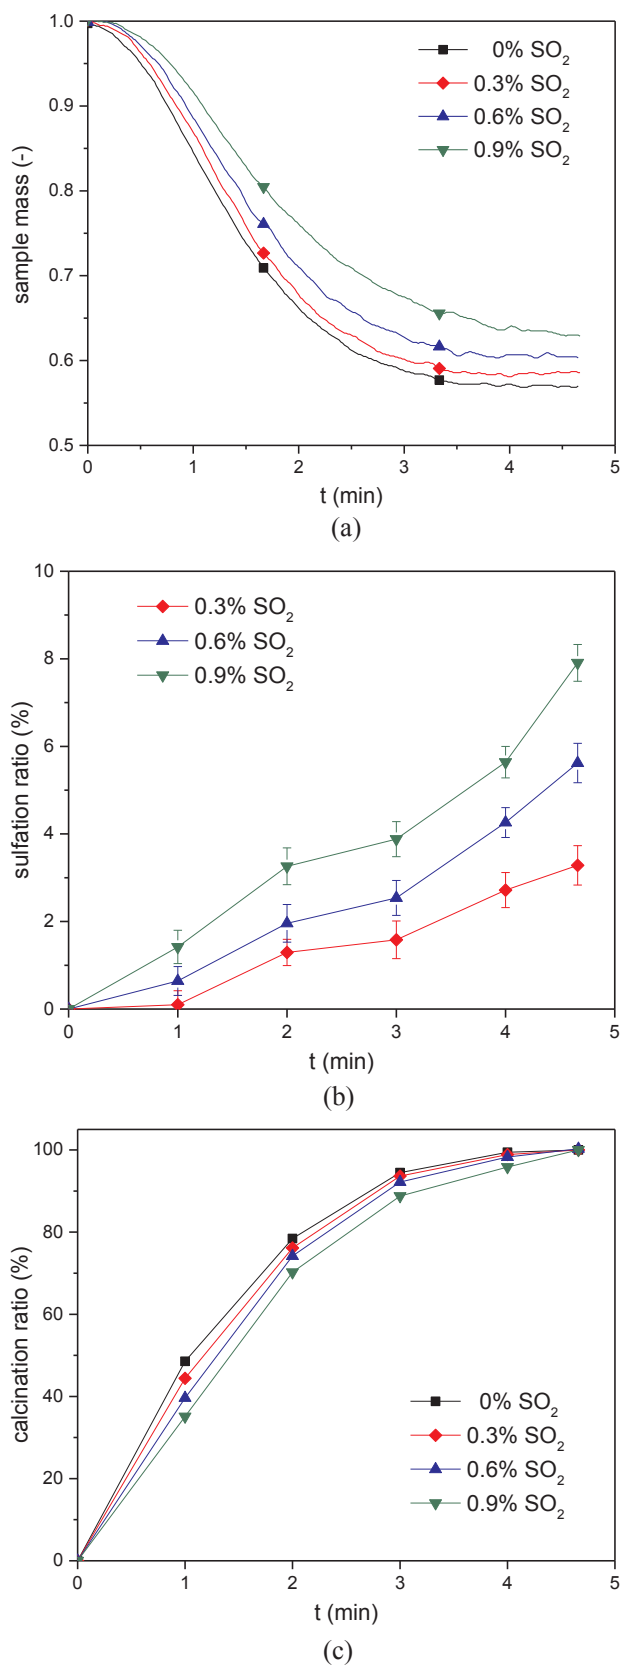 1.0
0.9
0.8
0.7
0.6
0.5
sample mass (-)
0% SO2
0.3% SO2
0.6% SO2
0.9% SO2
0 1 2 3 4 5
t (min)
(a)
10
8
6
4
2
0
sulfation ratio (%)
0.3% SO2
0.6% SO2
0.9% SO2
0 1 2 3 4 5
t (min)
(b)
100
80
60
40
20
0
calcination ratio (%)
0% SO2
0.3% SO2
0.6% SO2
0.9% SO2
0 1 2 3 4 5
t (min)
(c)